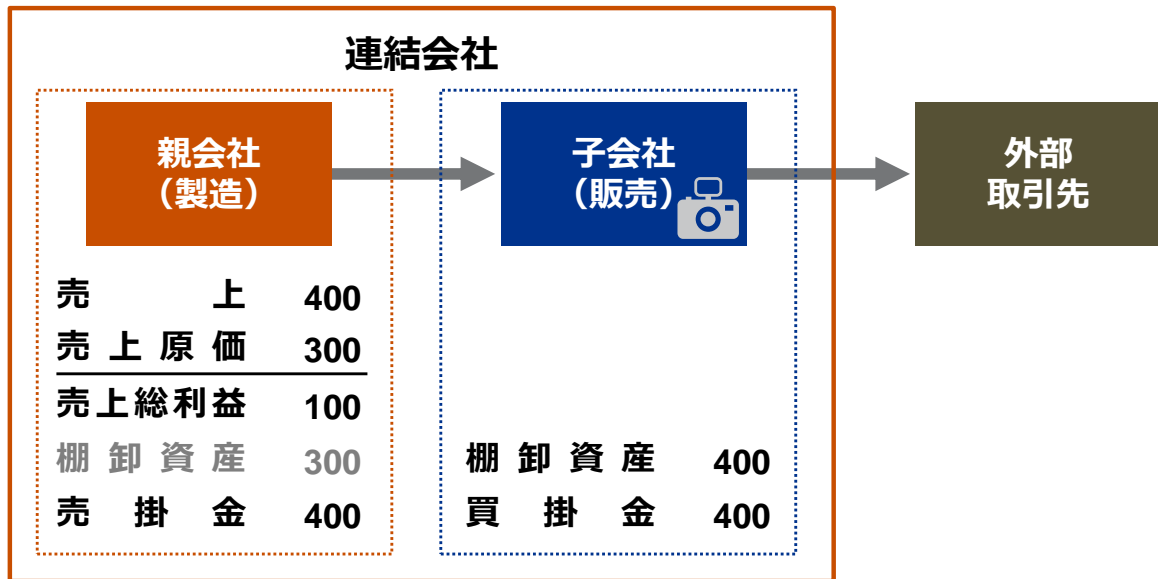 連結会社
親会社
（製造）
子会社
（販売）
外部
取引先
売上 400
売上原価 300
売上総利益 100
棚卸資産 300
売掛金 400
棚卸資産 400
買掛金 400